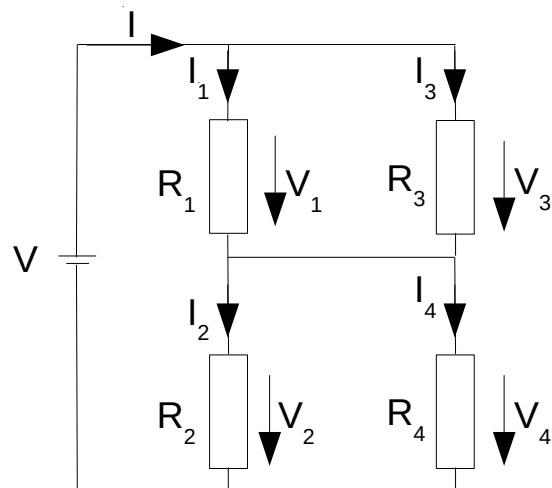 I
I₁ I₃
R₁ V₁ R₃ V₃
V
I₂ I₄
R₂ V₂ R₄ V₄